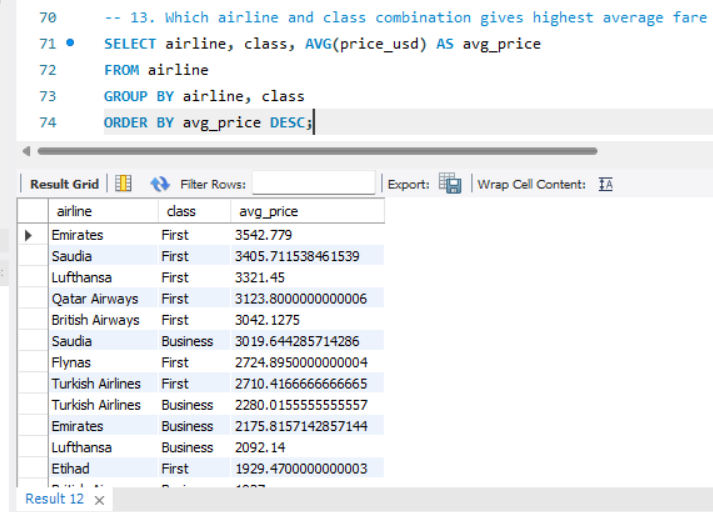 70 -- 13. Which airline and class combination gives highest average fare
71 SELECT airline, class, AVG(price_usd) AS avg_price
72 FROM airline
73 GROUP BY airline, class
74 ORDER BY avg_price DESC;
Result Grid Filter Rows: Export: Wrap Cell Content:
airline class avg_price
Emirates First 3542.779
Saudia First 3405.711538461539
Lufthansa First 3321.45
Qatar Airways First 3123.8000000000006
British Airways First 3042.1275
Saudia Business 3019.644285714286
Flynas First 2724.8950000000004
Turkish Airlines First 2710.4166666666665
Turkish Airlines Business 2280.0155555555557
Emirates Business 2175.8157142857144
Lufthansa Business 2092.14
Etihad First 1929.4700000000003
Result 12